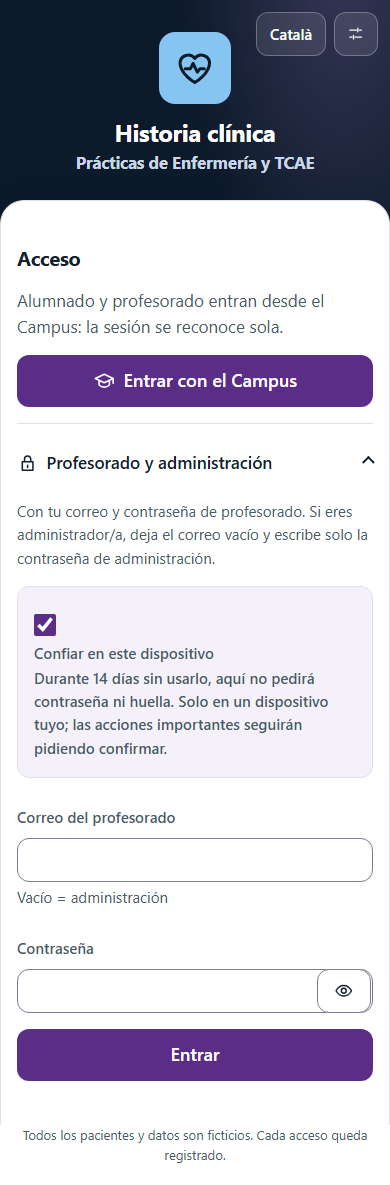 Català
Historia clínica
Prácticas de Enfermería y TCAE
Acceso
Alumnado y profesorado entran desde el
Campus: la sesión se reconoce sola.
Entrar con el Campus
Profesorado y administración
Con tu correo y contraseña de profesorado. Si eres
administrador/a, deja el correo vacío y escribe solo la
contraseña de administración.
Confiar en este dispositivo
Durante 14 días sin usarlo, aquí no pedirá
contraseña ni huella. Solo en un dispositivo
tuyo; las acciones importantes seguirán
pidiendo confirmar.
Correo del profesorado
Vacío = administración
Contraseña
Entrar
Todos los pacientes y datos son ficticios. Cada acceso queda
registrado.